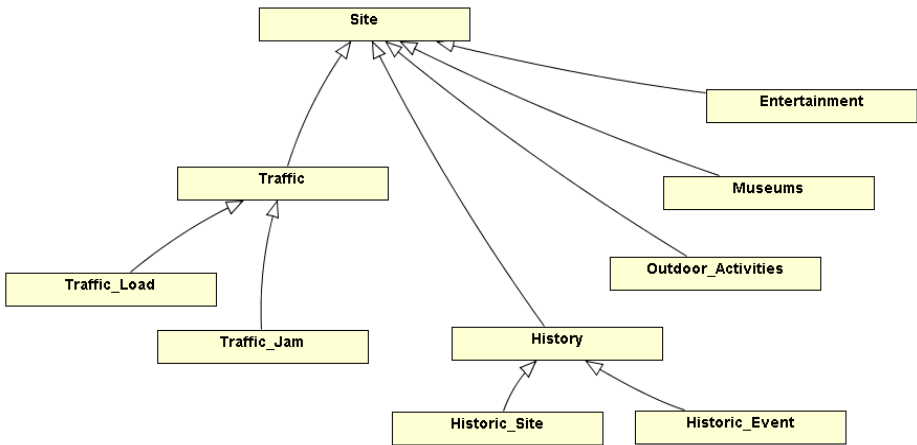 Site
Entertainment
Traffic
Museums
Outdoor_Activities
Traffic_Load
Traffic_Jam
History
Historic_Site
Historic_Event